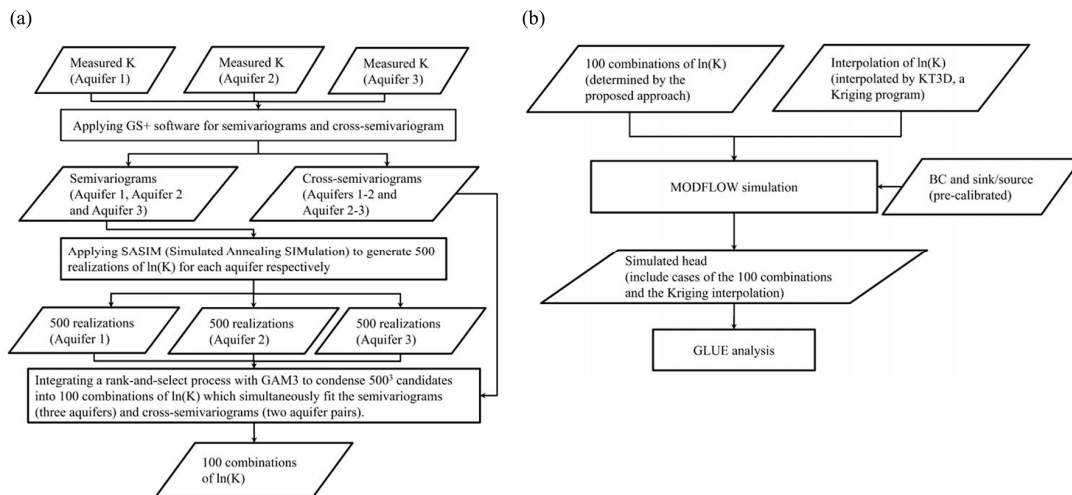 (a)
Measured K
(Aquifer 1)
Measured K
(Aquifer 2)
Measured K
(Aquifer 3)
Applying GS+ software for semivariograms and cross-semivariogram
Semivariograms
(Aquifer 1, Aquifer 2
and Aquifer 3)
Cross-semivariograms
(Aquifers 1-2 and
Aquifer 2-3)
Applying SASIM (Simulated Annealing SIMulation) to generate 500
realizations of ln(K) for each aquifer respectively
500 realizations
(Aquifer 1)
500 realizations
(Aquifer 2)
500 realizations
(Aquifer 3)
Integrating a rank-and-select process with GAM3 to condense 500³ candidates
into 100 combinations of ln(K) which simultaneously fit the semivariograms
(three aquifers) and cross-semivariograms (two aquifer pairs).
100 combinations
of ln(K)
(b)
100 combinations of ln(K)
(determined by the
proposed approach)
Interpolation of ln(K)
(interpolated by KT3D, a
Kriging program)
MODFLOW simulation
BC and sink/source
(pre-calibrated)
Simulated head
(include cases of the 100 combinations
and the Kriging interpolation)
GLUE analysis